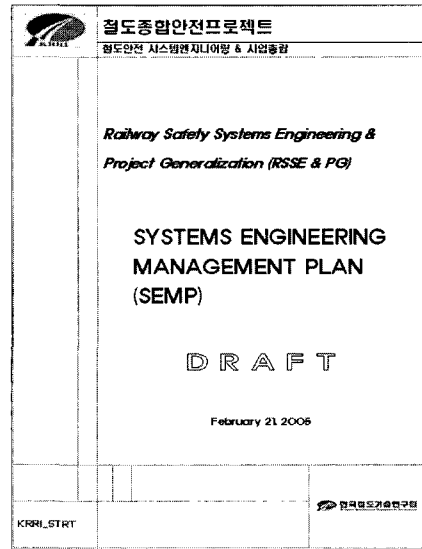 철도종합안전프로젝트
철도안전 시스템엔지니어링 & 사업총괄
Railway Safety Systems Engineering &
Project Generalization (RSSE & PG)
SYSTEMS ENGINEERING
MANAGEMENT PLAN
(SEMP)
DRAFT
February 21 2005
한국철도기술연구원
KRRI_STRT